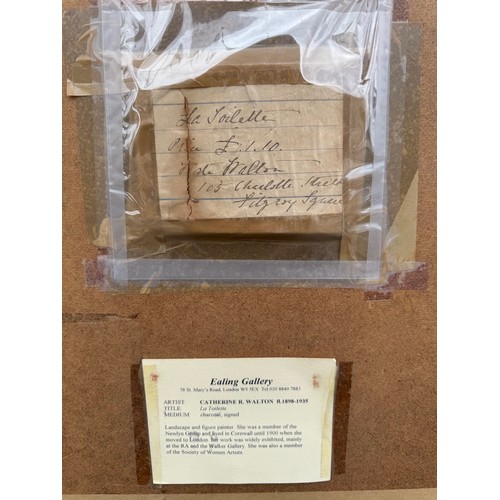 La Toilette
Price £.1.10.
Kate Walton
105 Charlotte Street
Fitzroy Square
Ealing Gallery
78 St. Mary's Road, London W5 5EX Tel 020 8840 7883
ARTIST CATHERINE R. WALTON fl.1898-1935
TITLE La Toilette
MEDIUM charcoal, signed
Landscape and figure painter. She was a member of the
Newlyn Group and lived in Cornwall until 1900 when she
moved to London her work was widely exhibited, mainly
at the RA and the Walker Gallery. She was also a member
of the Society of Women Artists.